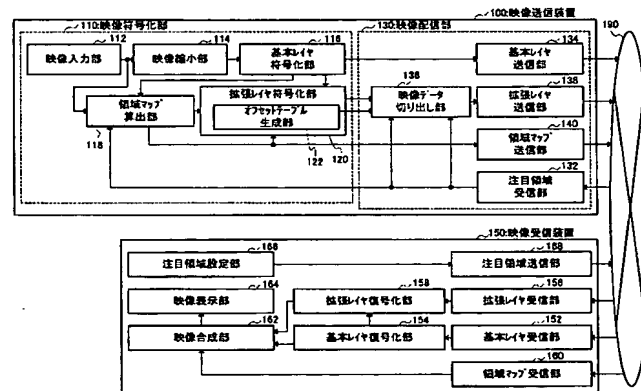 100:映像送信装置
110:映像符号化部
130:映像配信部
190
112
映像入力部
114
映像縮小部
116
基本レイヤ
符号化部
134
基本レイヤ
送信部
118
領域マップ
算出部
拡張レイヤ符号化部
オフセットテーブル
生成部
122
120
136
映像データ
切り出し部
138
拡張レイヤ
送信部
140
領域マップ送信部
132
注目領域
受信部
150:映像受信装置
166
注目領域設定部
168
注目領域送信部
164
映像表示部
158
拡張レイヤ復号化部
156
拡張レイヤ受信部
162
映像合成部
154
基本レイヤ復号化部
152
基本レイヤ受信部
160
領域マップ受信部